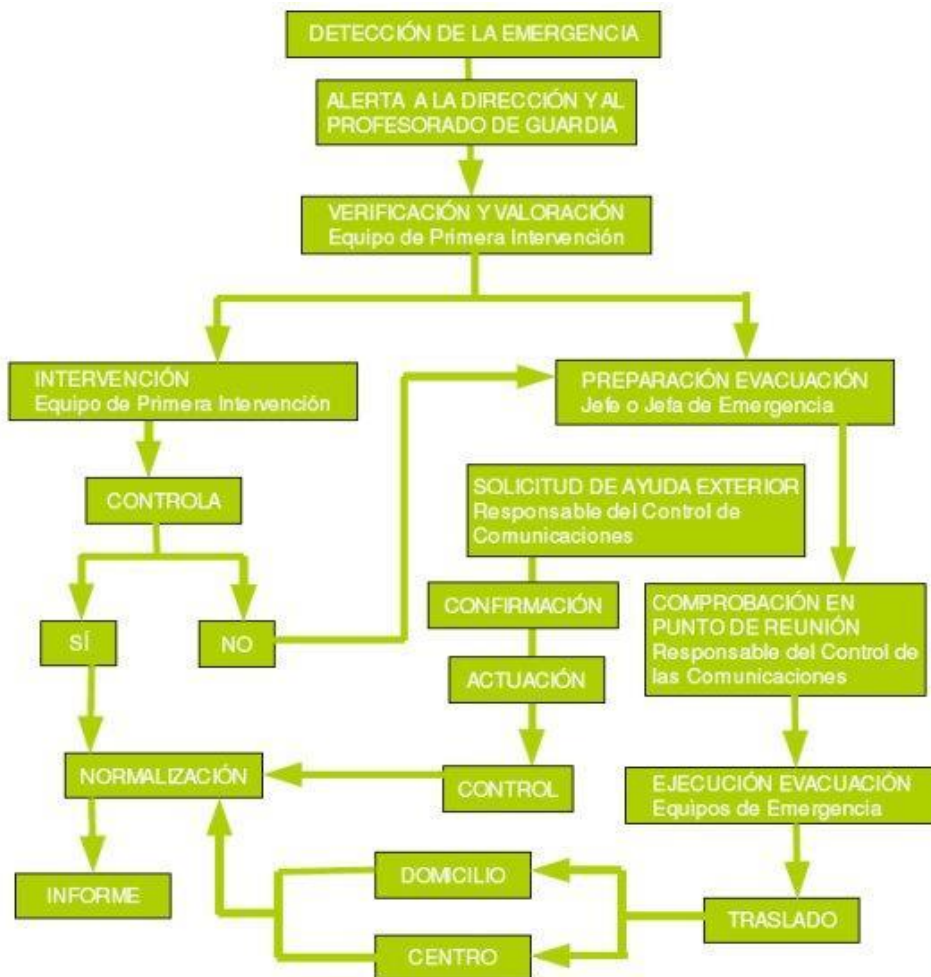 DETECCIÓN DE LA EMERGENCIA
ALERTA A LA DIRECCIÓN Y AL
PROFESORADO DE GUARDIA
VERIFICACIÓN Y VALORACIÓN
Equipo de Primera Intervención
INTERVENCIÓN
Equipo de Primera Intervención
PREPARACIÓN EVACUACIÓN
Jefe o Jefa de Emergencia
CONTROLA
SOLICITUD DE AYUDA EXTERIOR
Responsable del Control de
Comunicaciones
SÍ
NO
CONFIRMACIÓN
COMPROBACIÓN EN
PUNTO DE REUNIÓN
Responsable del Control de
las Comunicaciones
ACTUACIÓN
NORMALIZACIÓN
CONTROL
EJECUCIÓN EVACUACIÓN
Equipos de Emergencia
INFORME
DOMICILIO
TRASLADO
CENTRO